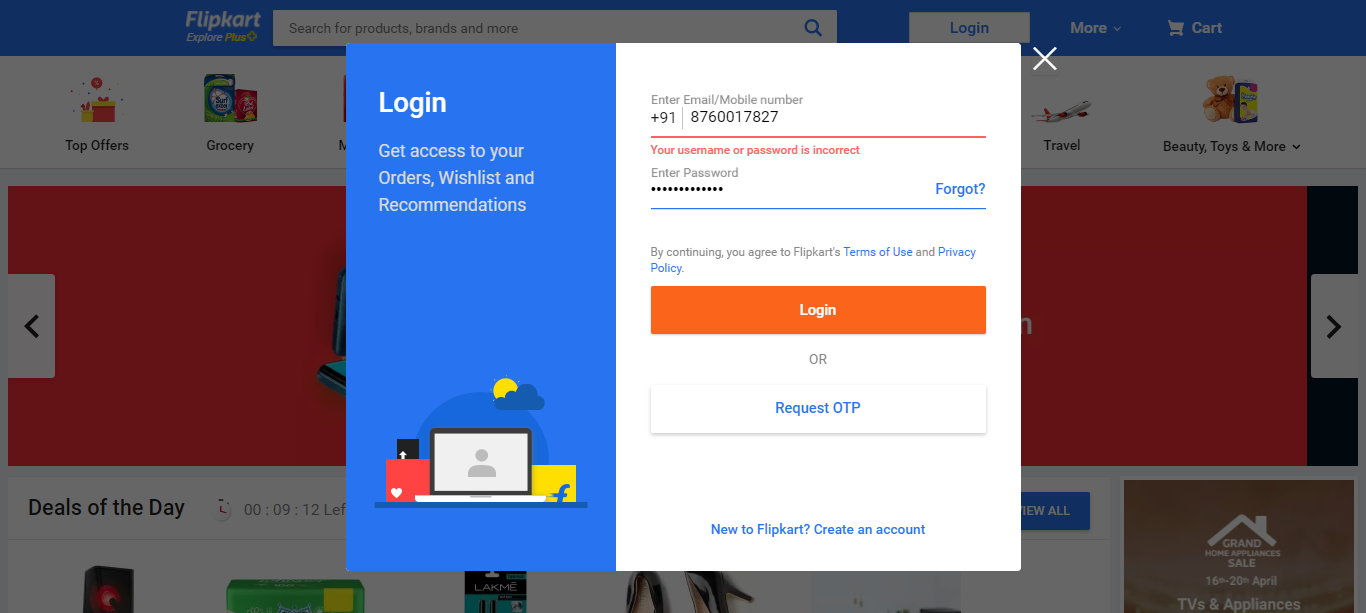 Flipkart
Explore Plus
Search for products, brands and more
Login
More
Cart
Top Offers
Grocery
M
Travel
Beauty, Toys & More
Login
Get access to your
Orders, Wishlist and
Recommendations
Enter Email/Mobile number
+91 8760017827
Your username or password is incorrect
Enter Password
Forgot?
By continuing, you agree to Flipkart's Terms of Use and Privacy
Policy.
Login
OR
Request OTP
New to Flipkart? Create an account
n
Deals of the Day
00 : 09 : 12 Lef
VIEW ALL
GRAND
HOME APPLIANCES
SALE
16th-20th April
TVs & Appliances
LAKMÉ